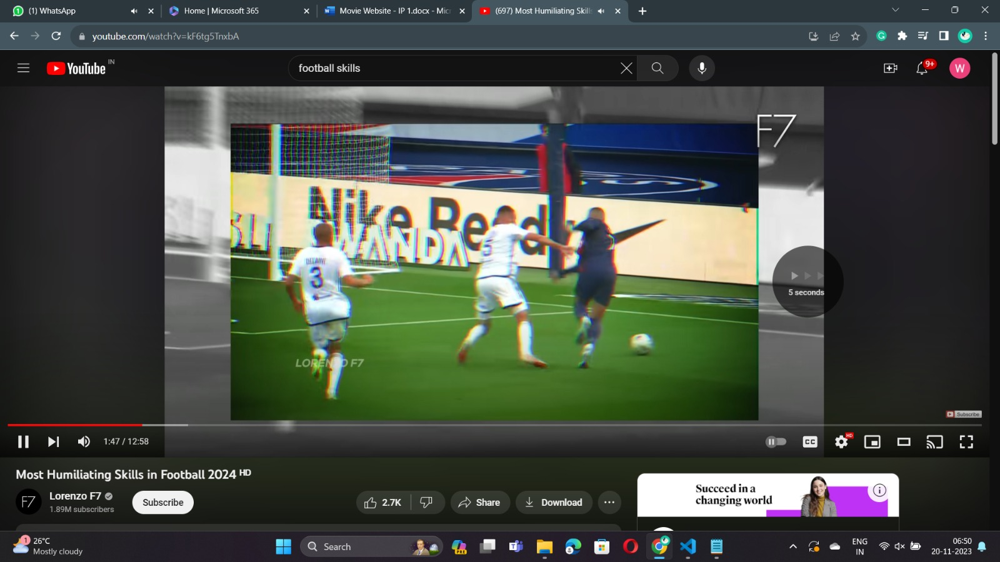 (1) WhatsApp
Home | Microsoft 365
Movie Website - IP 1.docx - Mic
(697) Most Humiliating Skill
youtube.com/watch?v=kF6tg5TnxbA
YouTube IN
football skills
9+
W
F7
Nike Ready
WANDA
3
LORENZO F7
5 seconds
Subscribe
1:47 / 12:58
CC
HD
Most Humiliating Skills in Football 2024 ᴴᴰ
F7
Lorenzo F7
1.89M subscribers
Subscribe
2.7K
Share
Download
Succeed in a
changing world
1
26°C
Mostly cloudy
Search
PRE
ENG
IN
06:50
20-11-2023